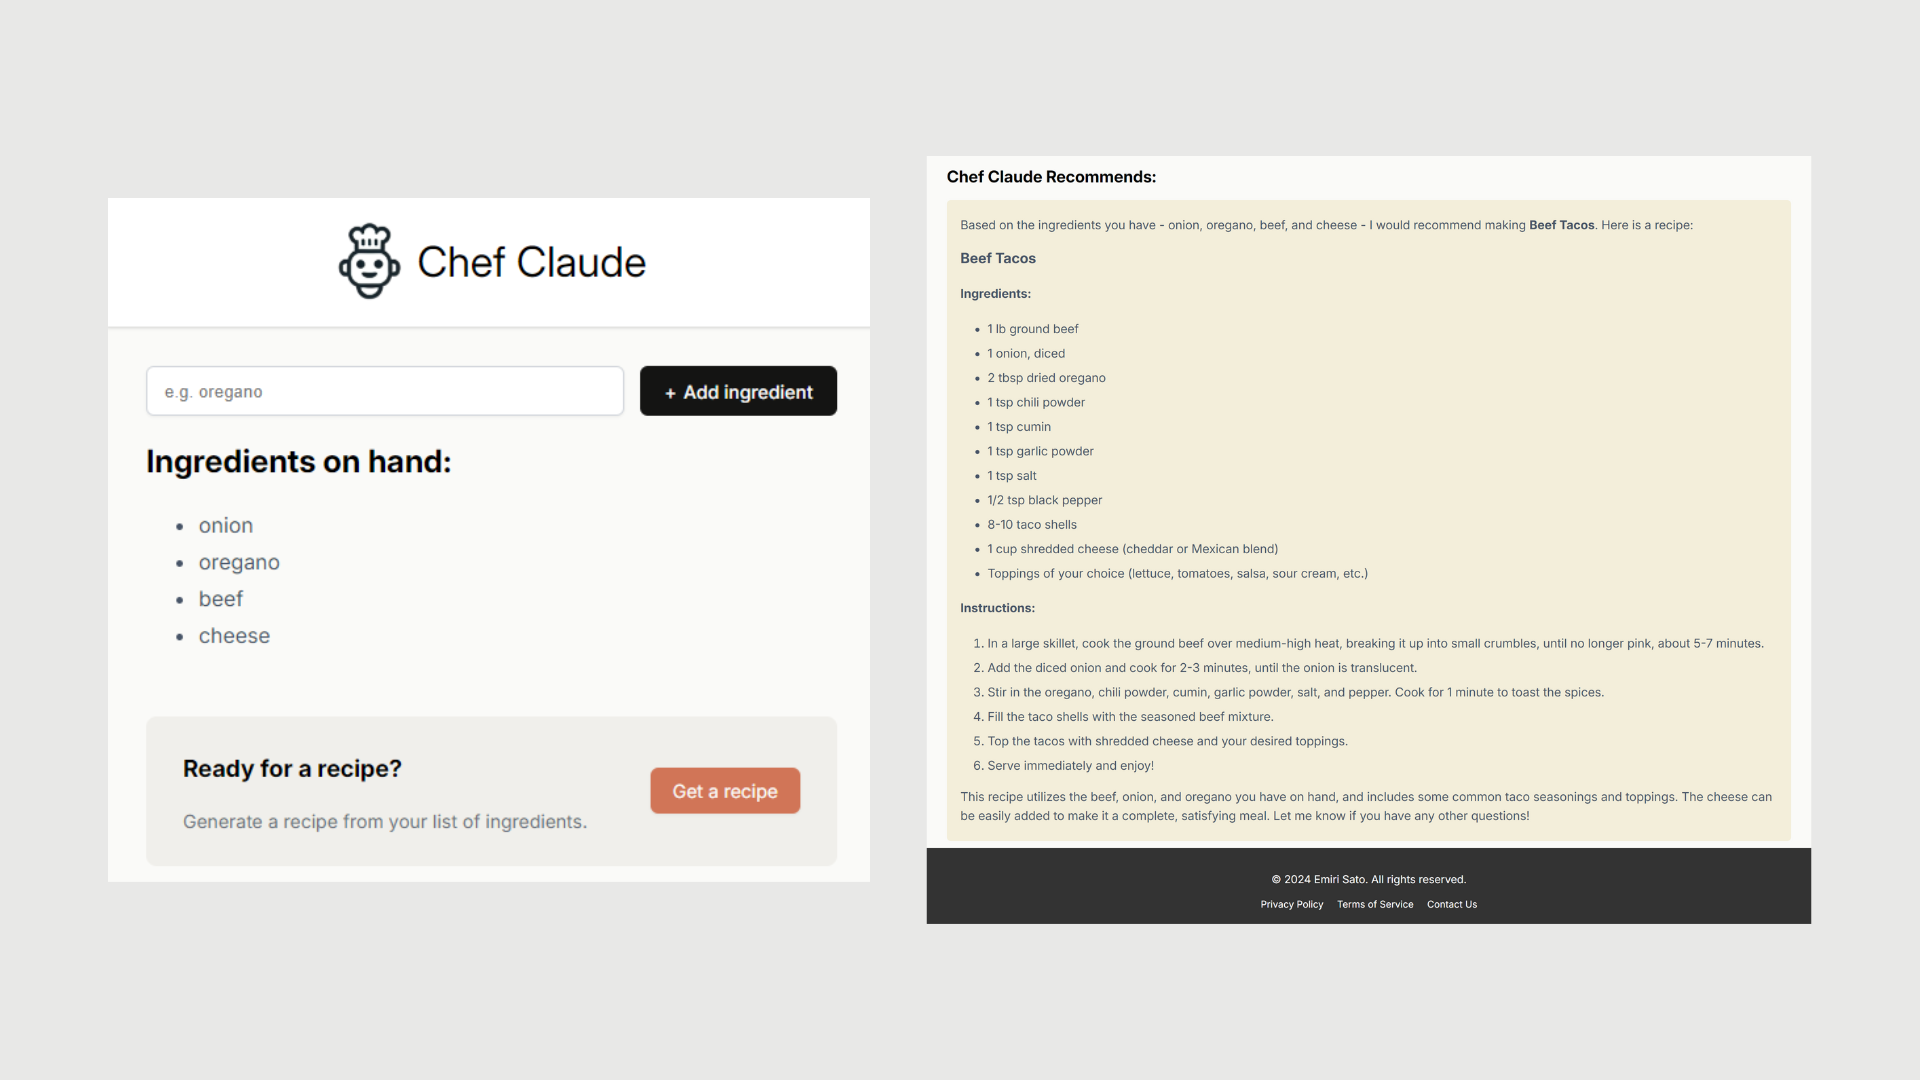 Chef Claude
e.g. oregano
+ Add ingredient
Ingredients on hand:
• onion
• oregano
• beef
• cheese
Ready for a recipe?
Generate a recipe from your list of ingredients.
Get a recipe
Chef Claude Recommends:
Based on the ingredients you have - onion, oregano, beef, and cheese - I would recommend making Beef Tacos. Here is a recipe:
Beef Tacos
Ingredients:
• 1 lb ground beef
• 1 onion, diced
• 2 tbsp dried oregano
• 1 tsp chili powder
• 1 tsp cumin
• 1 tsp garlic powder
• 1 tsp salt
• 1/2 tsp black pepper
• 8-10 taco shells
• 1 cup shredded cheese (cheddar or Mexican blend)
• Toppings of your choice (lettuce, tomatoes, salsa, sour cream, etc.)
Instructions:
1. In a large skillet, cook the ground beef over medium-high heat, breaking it up into small crumbles, until no longer pink, about 5-7 minutes.
2. Add the diced onion and cook for 2-3 minutes, until the onion is translucent.
3. Stir in the oregano, chili powder, cumin, garlic powder, salt, and pepper. Cook for 1 minute to toast the spices.
4. Fill the taco shells with the seasoned beef mixture.
5. Top the tacos with shredded cheese and your desired toppings.
6. Serve immediately and enjoy!
This recipe utilizes the beef, onion, and oregano you have on hand, and includes some common taco seasonings and toppings. The cheese can
be easily added to make it a complete, satisfying meal. Let me know if you have any other questions!
© 2024 Emiri Sato. All rights reserved.
Privacy Policy Terms of Service Contact Us